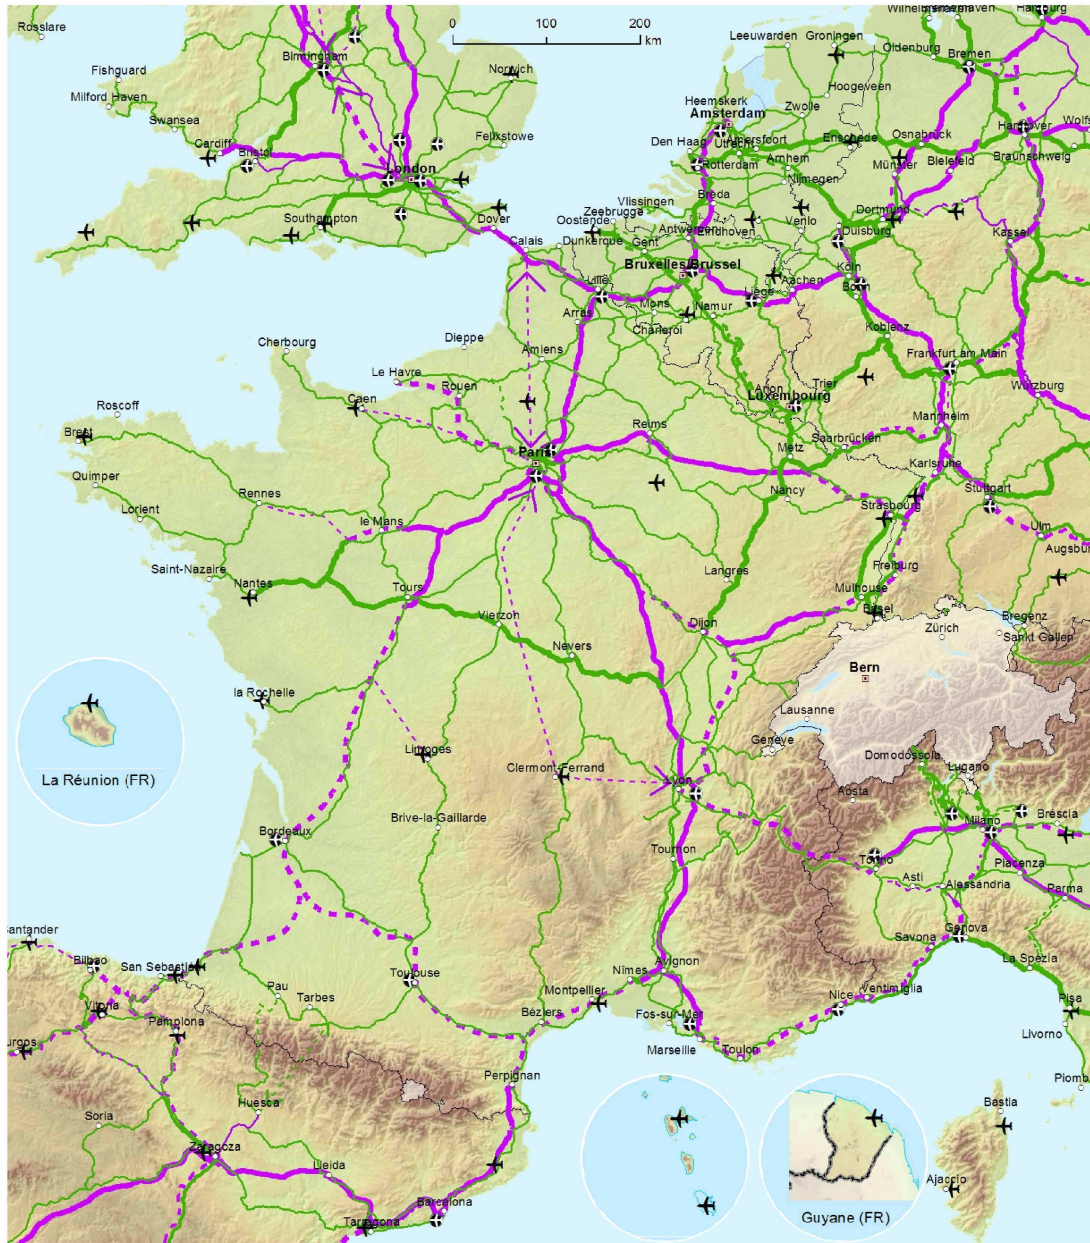 Rosslare
0 100 200
km
Leeuwarden
Groningen
Hamburg
Oldenburg
Bremen
Birmingham
Norwich
Fishguard
Milford Haven
Swansea
Cardiff
Bristol
Felixstowe
London
Heemskerk
Amsterdam
Zwolle
Hoogeveen
Den Haag
Utrecht
Amersfoort
Enschede
Osnabrück
Hannover
Braunschweig
Rotterdam
Arnhem
Nijmegen
Münster
Bielefeld
Southampton
Dover
Calais
Vlissingen
Zeebrugge
Oostende
Dunkerque
Gent
Breda
Antwerpen
Eindhoven
Venlo
Duisburg
Dortmund
Kassel
Bruxelles/Brussel
Lille
Mons
Charleroi
Namur
Liège
Aachen
Köln
Bonn
Koblenz
Arras
Amiens
Dieppe
Cherbourg
Le Havre
Rouen
Caen
Frankfurt am Main
Würzburg
Trier
Arlon
Luxembourg
Mannheim
Roscoff
Brest
Quimper
Lorient
Rennes
le Mans
Paris
Reims
Metz
Saarbrücken
Karlsruhe
Stuttgart
Nancy
Strasbourg
Ulm
Saint-Nazaire
Nantes
Tours
Vierzon
Nevers
Langres
Dijon
Mulhouse
Freiburg
Basel
Zürich
Bregenz
Sankt Gallen
Bern
Lausanne
Genève
la Rochelle
Limoges
Clermont-Ferrand
Lyon
La Réunion (FR)
Domodossola
Lugano
Aosta
Milano
Bréscia
Bordeaux
Brive-la-Gaillarde
Tournon
Torino
Asti
Alessandria
Piacenza
Parma
Genova
Savona
La Spèzia
Bilbao
San Sebastián
Vitoria
Pamplona
Pau
Tarbes
Toulouse
Béziers
Montpellier
Nîmes
Avignon
Fos-sur-Mer
Marseille
Toulon
Nice
Ventimiglia
Pisa
Livorno
Perpignan
Soria
Huesca
Zaragoza
Lleida
Barcelona
Tarragona
Guyane (FR)
Bastia
Ajaccio